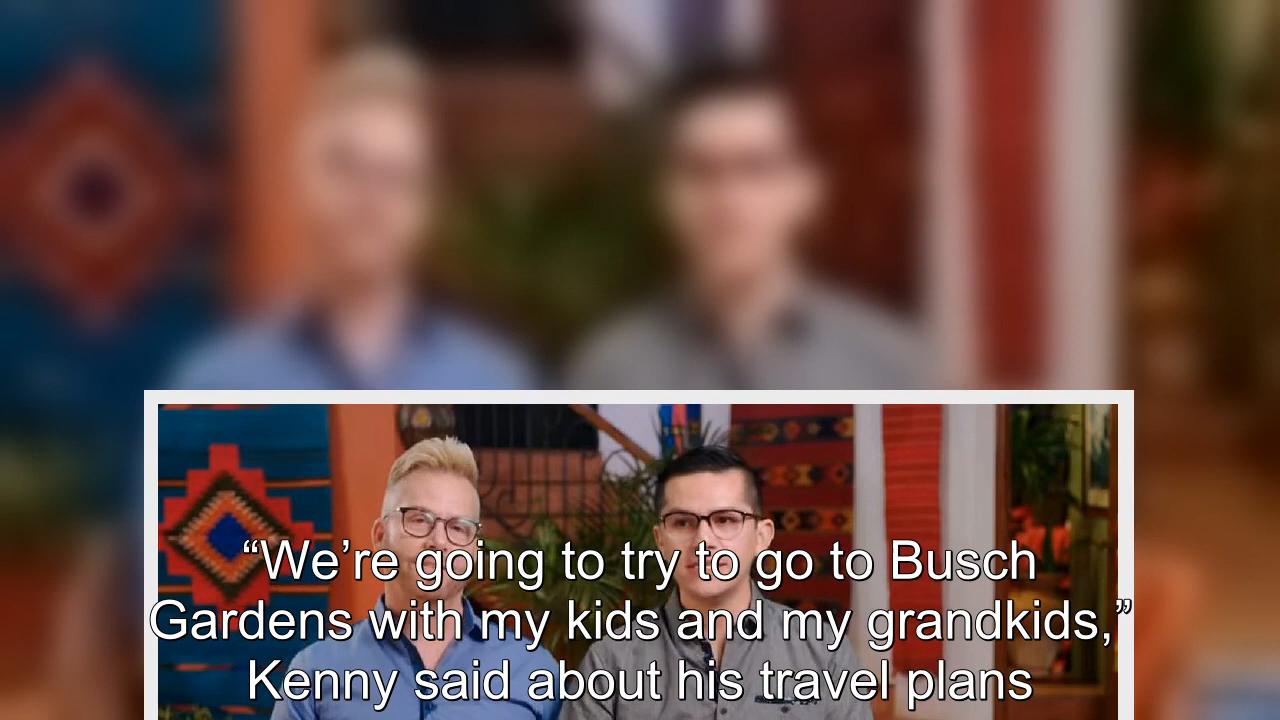 “We’re going to try to go to Busch
Gardens with my kids and my grandkids,”
Kenny said about his travel plans